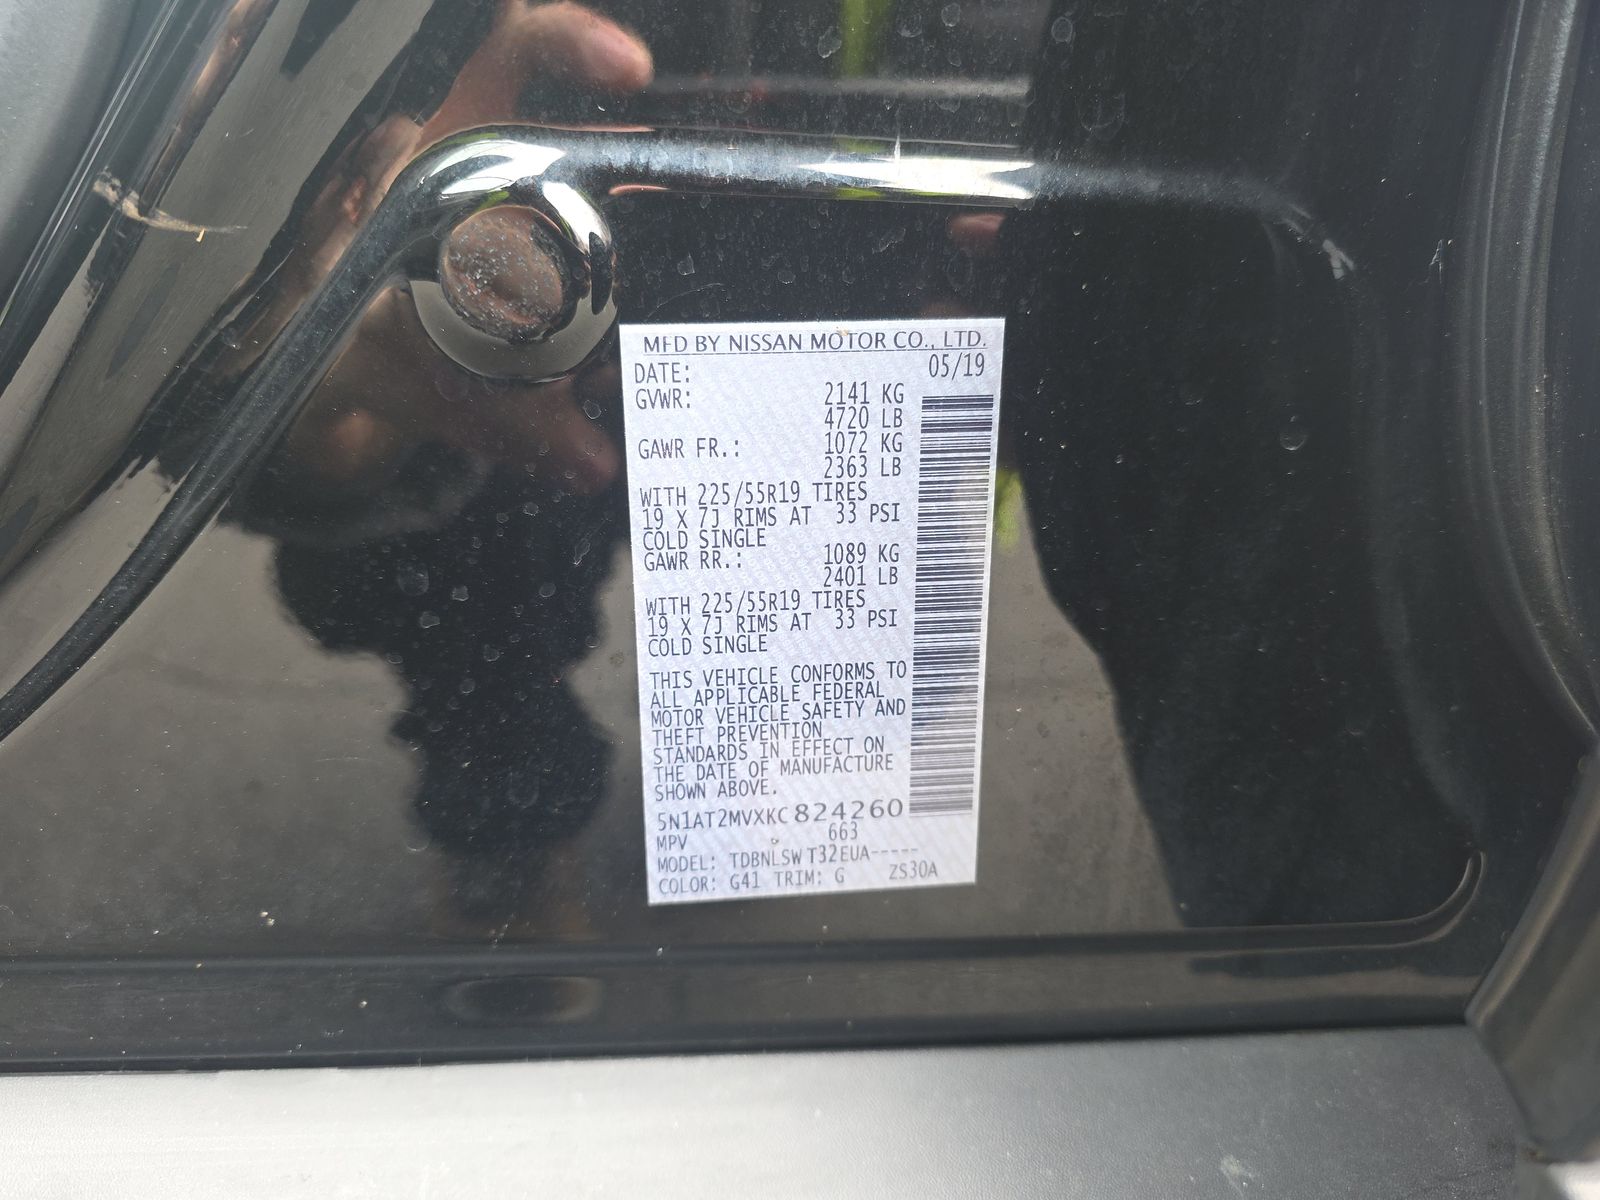 MFD BY NISSAN MOTOR CO., LTD.
DATE: 05/19
GVWR: 2141 KG
4720 LB
GAWR FR.: 1072 KG
2363 LB
WITH 225/55R19 TIRES
19 X 7J RIMS AT 33 PSI
COLD SINGLE
GAWR RR.: 1089 KG
2401 LB
WITH 225/55R19 TIRES
19 X 7J RIMS AT 33 PSI
COLD SINGLE
THIS VEHICLE CONFORMS TO
ALL APPLICABLE FEDERAL
MOTOR VEHICLE SAFETY AND
THEFT PREVENTION
STANDARDS IN EFFECT ON
THE DATE OF MANUFACTURE
SHOWN ABOVE.
5N1AT2MVXKC824260
MPV 663
MODEL: TDBNLSWT32EUA-----
COLOR: G41 TRIM: G ZS30A